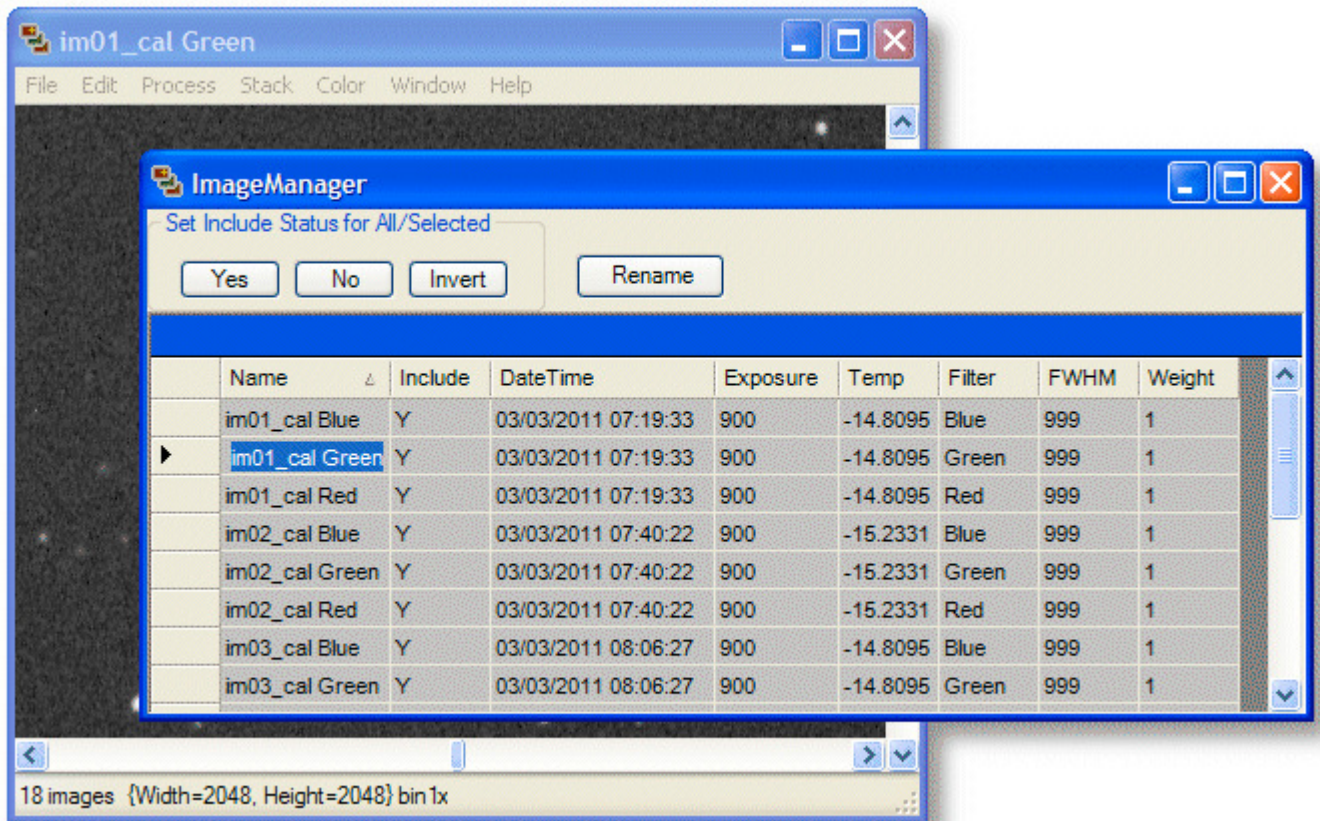 im01_cal Green
File Edit Process Stack Color Window Help
ImageManager
Set Include Status for All/Selected
Yes No Invert Rename
Name Include DateTime Exposure Temp Filter FWHM Weight
im01_cal Blue Y 03/03/2011 07:19:33 900 -14.8095 Blue 999 1
im01_cal Green Y 03/03/2011 07:19:33 900 -14.8095 Green 999 1
im01_cal Red Y 03/03/2011 07:19:33 900 -14.8095 Red 999 1
im02_cal Blue Y 03/03/2011 07:40:22 900 -15.2331 Blue 999 1
im02_cal Green Y 03/03/2011 07:40:22 900 -15.2331 Green 999 1
im02_cal Red Y 03/03/2011 07:40:22 900 -15.2331 Red 999 1
im03_cal Blue Y 03/03/2011 08:06:27 900 -14.8095 Blue 999 1
im03_cal Green Y 03/03/2011 08:06:27 900 -14.8095 Green 999 1
18 images {Width=2048, Height=2048} bin1x